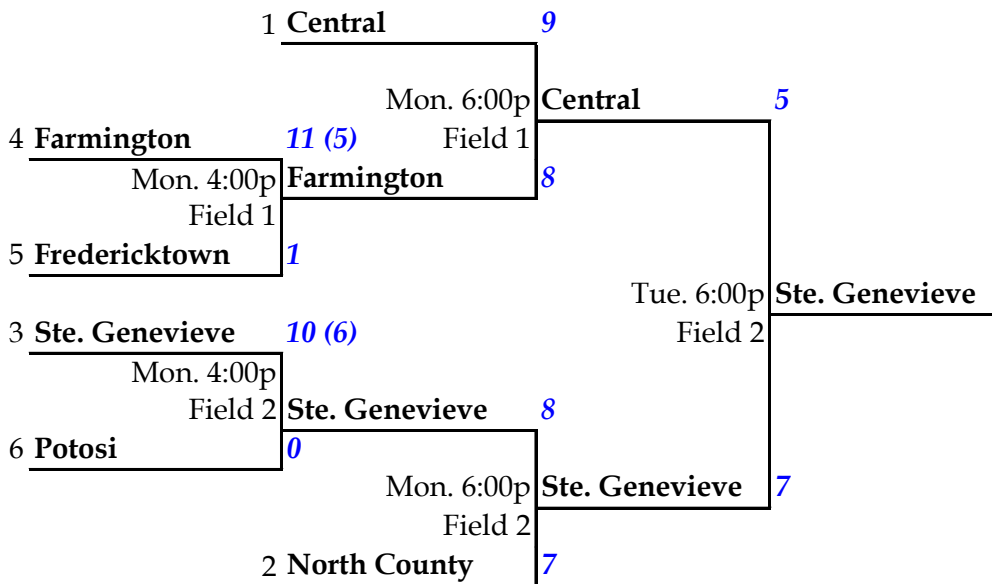 1 Central 9
Mon. 6:00p Central 5
4 Farmington 11 (5) Field 1
Mon. 4:00p Farmington 8
Field 1
5 Fredericktown 1
Tue. 6:00p Ste. Genevieve
3 Ste. Genevieve 10 (6) Field 2
Mon. 4:00p
Field 2 Ste. Genevieve 8
6 Potosi 0
Mon. 6:00p Ste. Genevieve 7
Field 2
2 North County 7